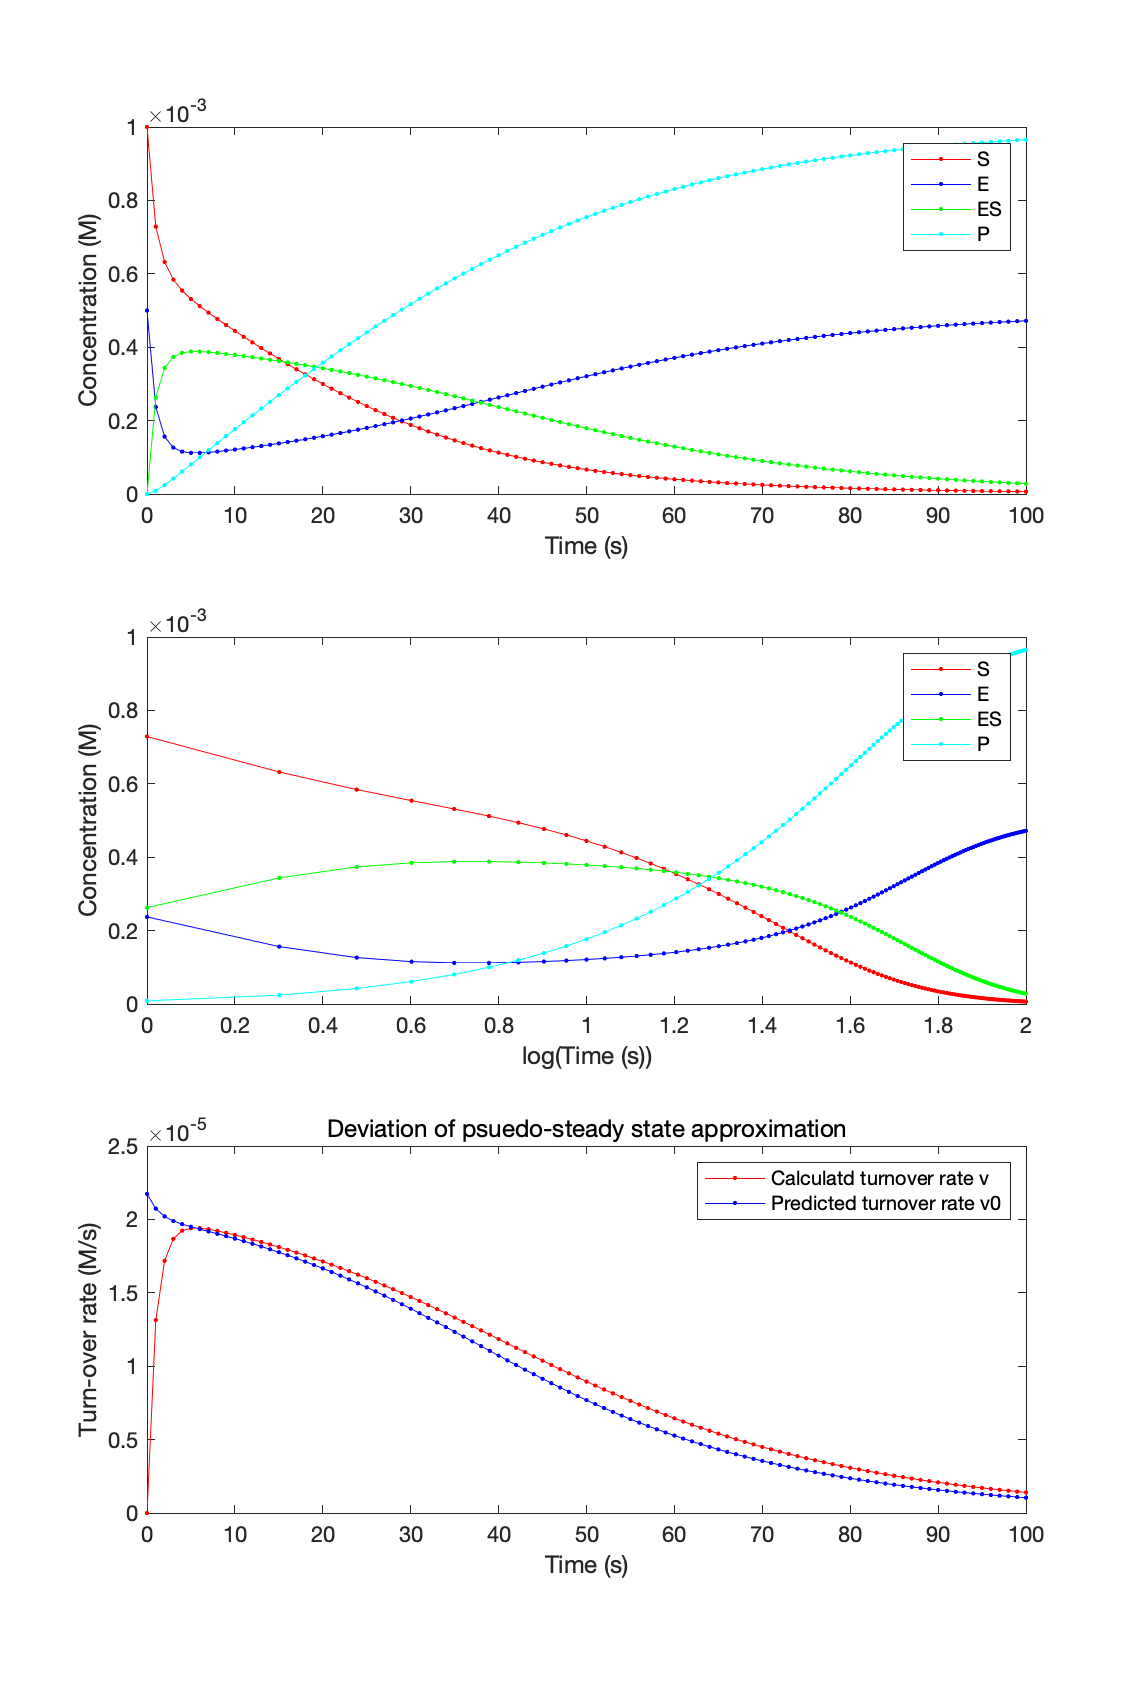 ×10-3
1
0.8
0.6
0.4
0.2
0
Concentration (M)
S
E
ES
P
0 10 20 30 40 50 60 70 80 90 100
Time (s)
×10-3
1
0.8
0.6
0.4
0.2
0
Concentration (M)
S
E
ES
P
0 0.2 0.4 0.6 0.8 1 1.2 1.4 1.6 1.8 2
log(Time (s))
Deviation of psuedo-steady state approximation
×10-5
2.5
2
1.5
1
0.5
0
Turn-over rate (M/s)
Calculatd turnover rate v
Predicted turnover rate v0
0 10 20 30 40 50 60 70 80 90 100
Time (s)